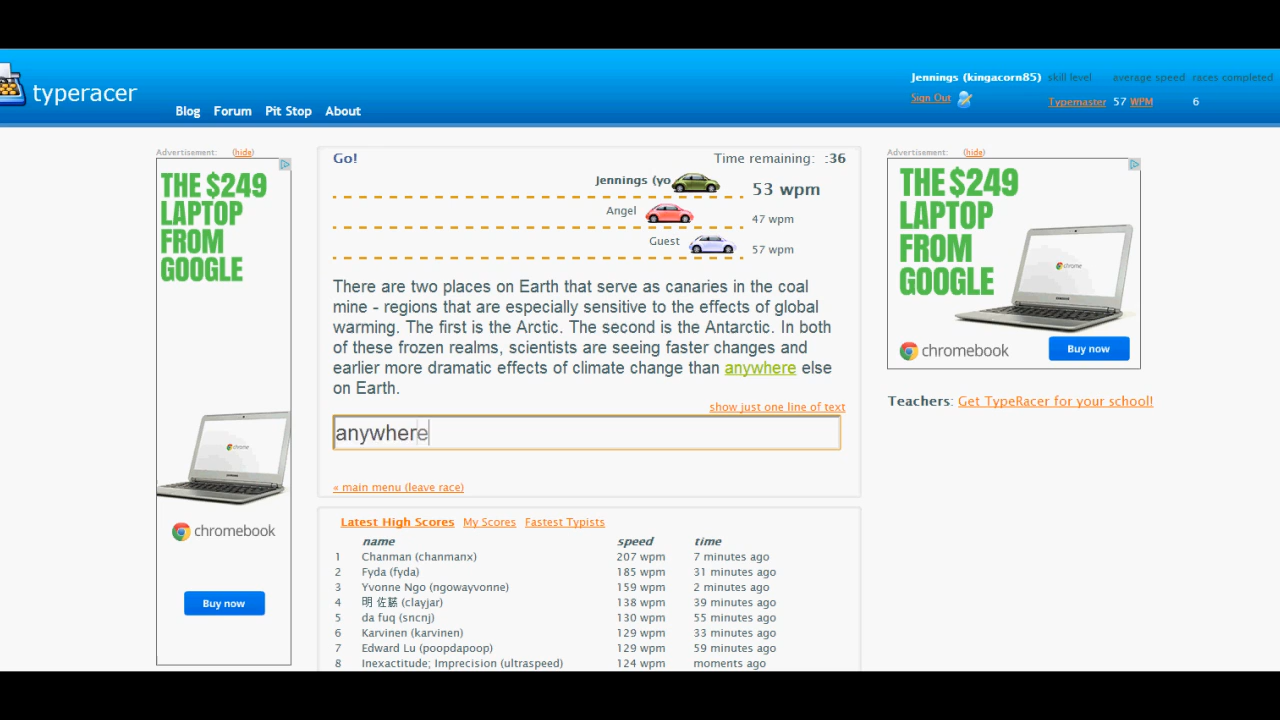 typeracer
Blog Forum Pit Stop About
Jennings (kingacorn85) skill level average speed races completed
Sign Out Typemaster 57 WPM 6
Advertisement: (hide)
THE $249
LAPTOP
FROM
GOOGLE
chrome
chromebook
Buy now
Go! Time remaining: :36
Jennings (yo 53 wpm
Angel 47 wpm
Guest 57 wpm
There are two places on Earth that serve as canaries in the coal
mine - regions that are especially sensitive to the effects of global
warming. The first is the Arctic. The second is the Antarctic. In both
of these frozen realms, scientists are seeing faster changes and
earlier more dramatic effects of climate change than anywhere else
on Earth.
show just one line of text
anywhere
« main menu (leave race)
Latest High Scores My Scores Fastest Typists
name speed time
1 Chanman (chanmanx) 207 wpm 7 minutes ago
2 Fyda (fyda) 185 wpm 31 minutes ago
3 Yvonne Ngo (ngowayvonne) 159 wpm 2 minutes ago
4 明 佐藤 (clayjar) 138 wpm 39 minutes ago
5 da fuq (sncnj) 130 wpm 55 minutes ago
6 Karvinen (karvinen) 129 wpm 33 minutes ago
7 Edward Lu (poopdapoop) 129 wpm 59 minutes ago
8 Inexactitude; Imprecision (ultraspeed) 124 wpm moments ago
Advertisement: (hide)
THE $249
LAPTOP
FROM
GOOGLE
chrome
chromebook
Buy now
Teachers: Get TypeRacer for your school!